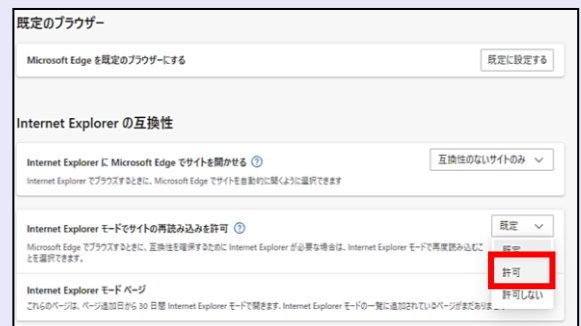 既定のブラウザー
Microsoft Edge を既定のブラウザーにする
既定に設定する
Internet Explorer の互換性
Internet Explorer に Microsoft Edge でサイトを開かせる
互換性のないサイトのみ
Internet Explorer でブラウズするときに、Microsoft Edge でサイトを自動的に開くように選択できます
Internet Explorer モードでサイトの再読み込みを許可
既定
Microsoft Edge でブラウズするときに、互換性を確保するために Internet Explorer が必要な場合は、Internet Explorer モードで再度読み込むこ
とを選択できます。
既定
許可
許可しない
Internet Explorer モード ページ
これらのページは、ページ追加日から 30 日間 Internet Explorer モードで開きます. Internet Explorer モードの一覧に追加されているページがまだありま